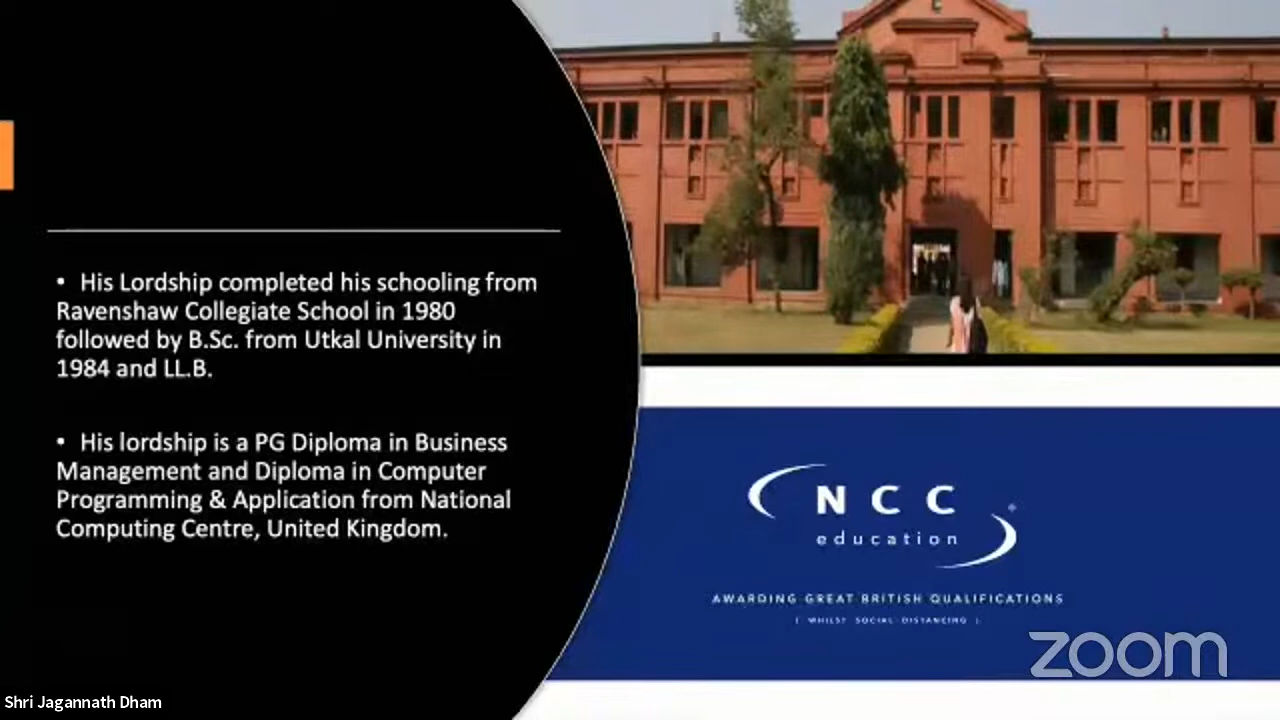 • His Lordship completed his schooling from
Ravenshaw Collegiate School in 1980
followed by B.Sc. from Utkal University in
1984 and LL.B.
• His lordship is a PG Diploma in Business
Management and Diploma in Computer
Programming & Application from National
Computing Centre, United Kingdom.
NCC
education
AWARDING GREAT BRITISH QUALIFICATIONS
( WHILST SOCIAL DISTANCING )
zoom
Shri Jagannath Dham